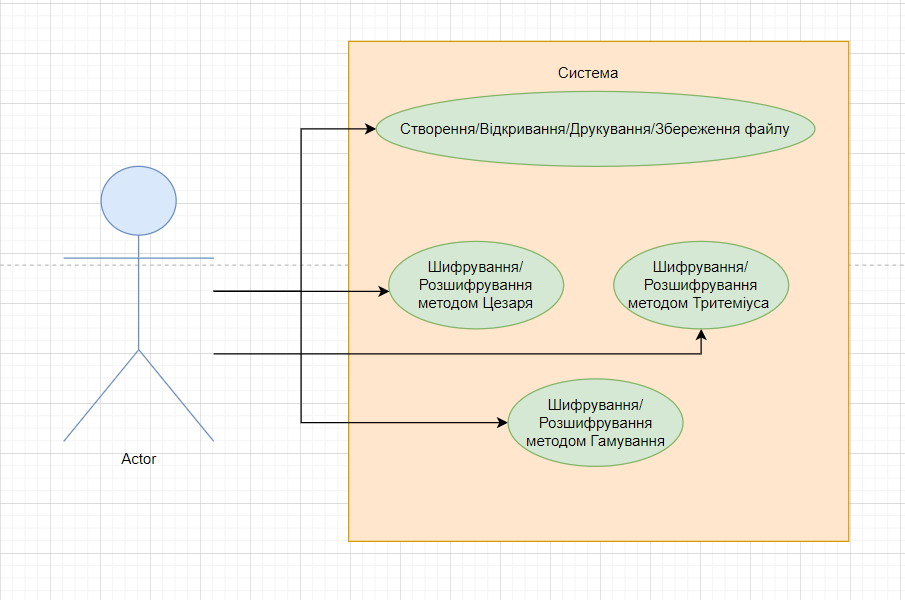 Система
Створення/Відкривання/Друкування/Збереження файлу
Шифрування/
Розшифрування
методом Цезаря
Шифрування/
Розшифрування
методом Тритеміуса
Шифрування/
Розшифрування
методом Гамування
Actor